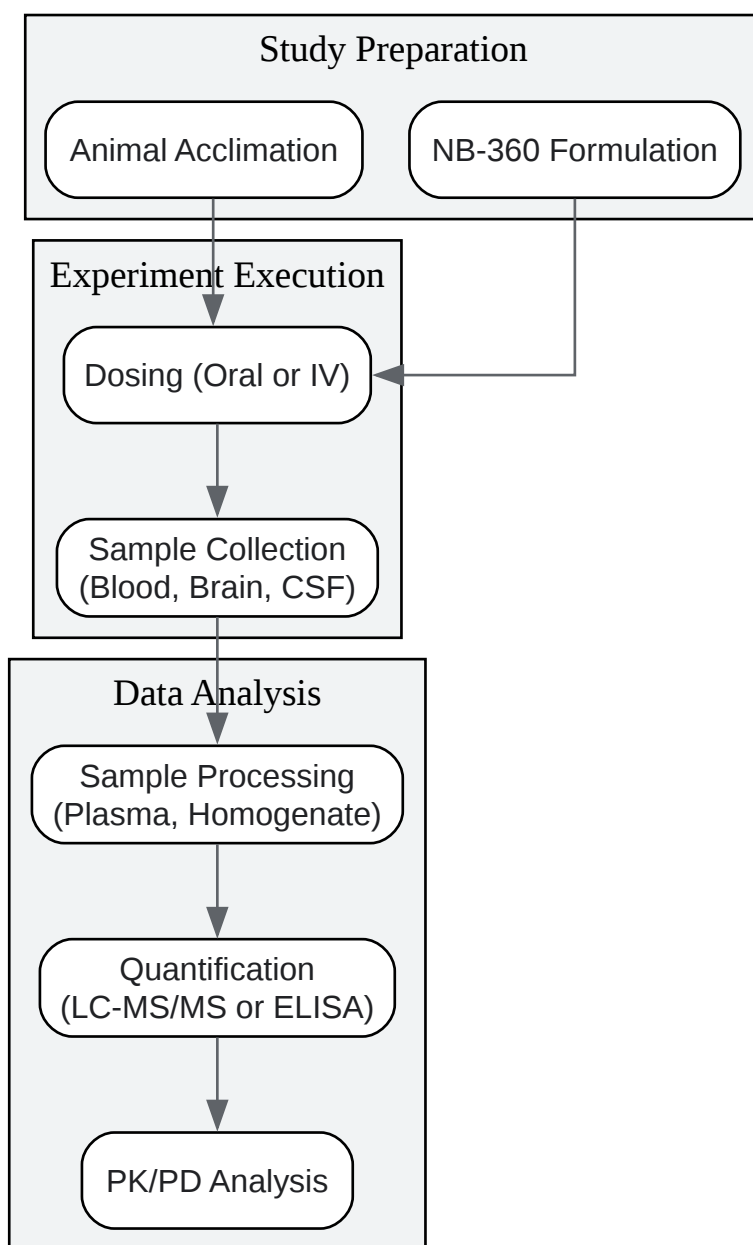 Study Preparation
Animal Acclimation
NB-360 Formulation
Experiment Execution
Dosing (Oral or IV)
Sample Collection
(Blood, Brain, CSF)
Data Analysis
Sample Processing
(Plasma, Homogenate)
Quantification
(LC-MS/MS or ELISA)
PK/PD Analysis